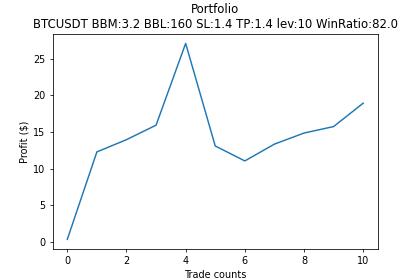 Portfolio
BTCUSDT BBM:3.2 BBL:160 SL:1.4 TP:1.4 lev:10 WinRatio:82.0
Profit ($)
25
20
15
10
5
0
0 2 4 6 8 10
Trade counts